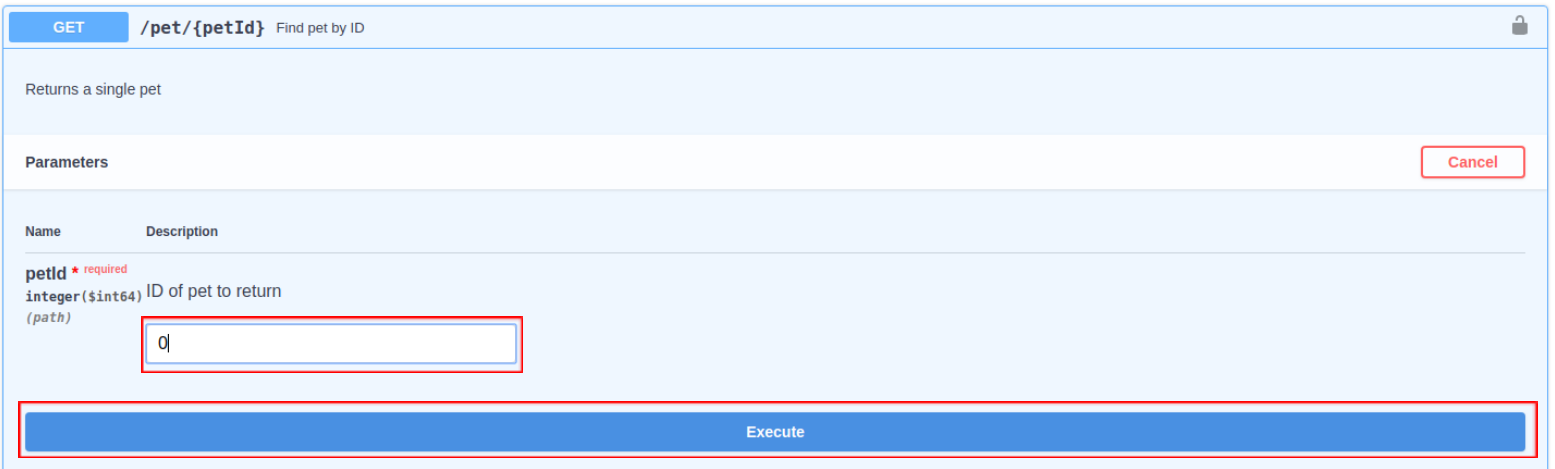 GET /pet/{petId} Find pet by ID
Returns a single pet
Parameters Cancel
Name Description
petId * required
integer($int64)
(path)
ID of pet to return
0
Execute